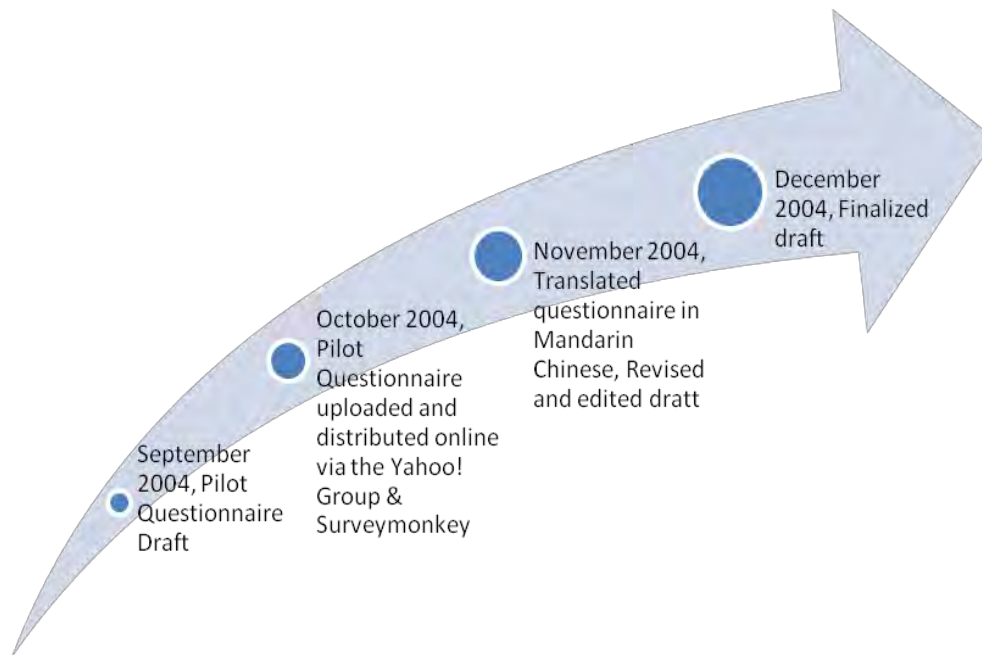 September
2004, Pilot
Questionnaire
Draft
October 2004,
Pilot
Questionnaire
uploaded and
distributed online
via the Yahoo!
Group &
Surveymonkey
November 2004,
Translated
questionnaire in
Mandarin
Chinese, Revised
and edited dratt
December
2004, Finalized
draft